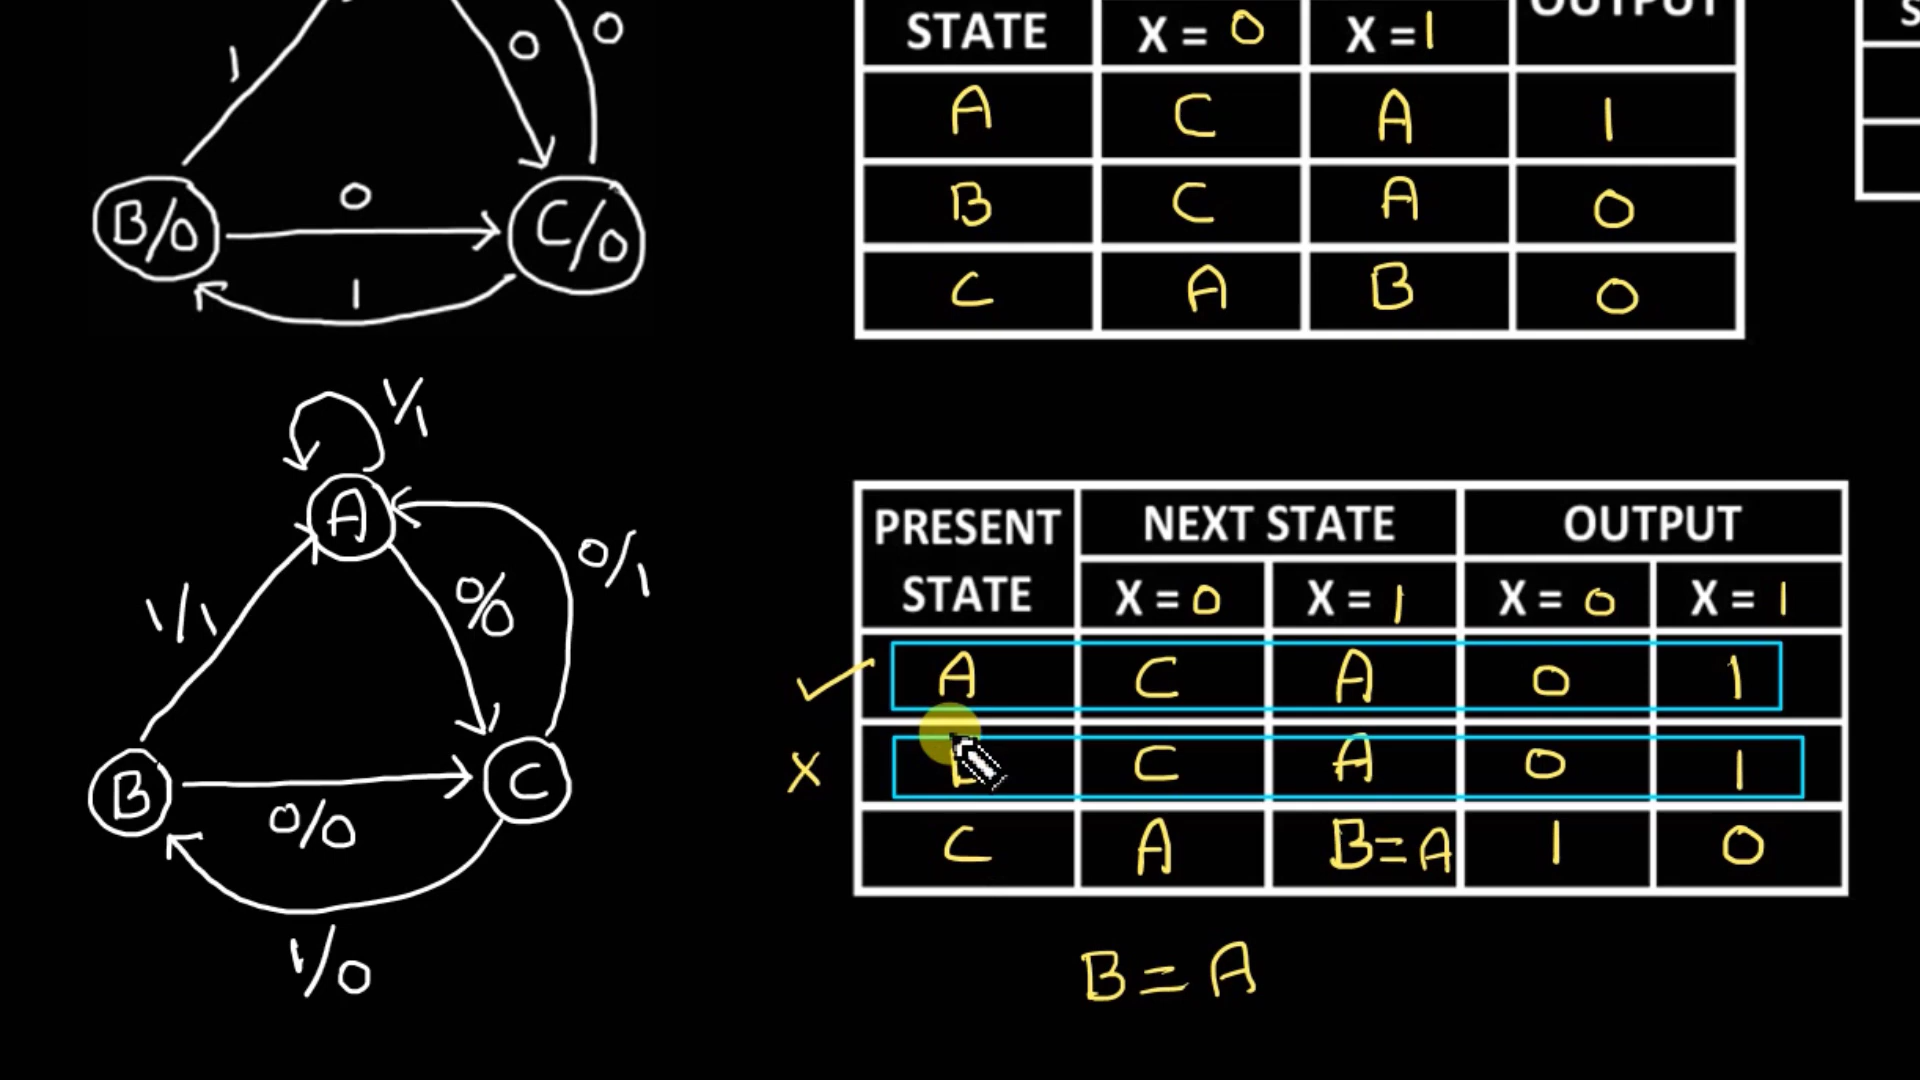 1
0
0
B/0
0
C/0
1
STATE X = 0 X = 1
A C A 1
B C A 0
C A B 0
1/1
A
0/1
0/0
1/1
B
0/0
C
1/0
PRESENT STATE NEXT STATE OUTPUT
X = 0 X = 1 X = 0 X = 1
✓ A C A 0 1
X C A 0 1
C A B=A 1 0
B = A